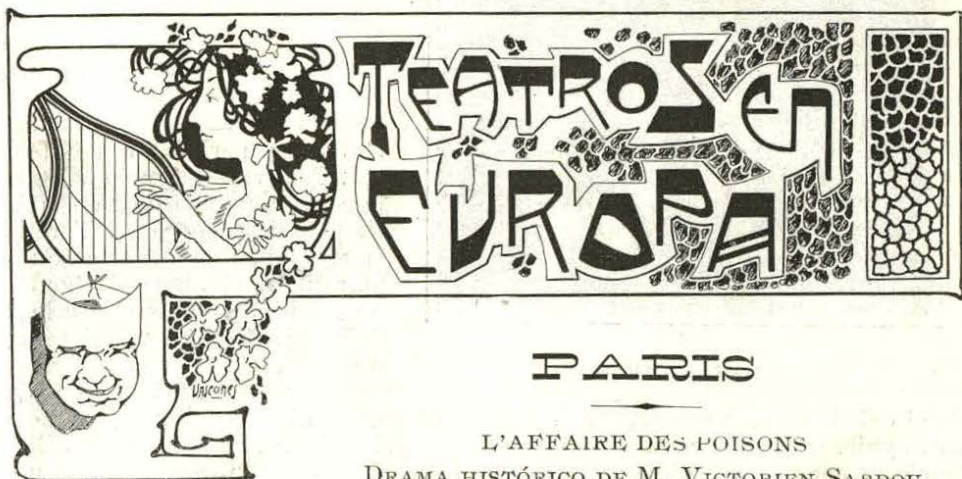 TEATROS EN
EUROPA
PARIS
L'AFFAIRE DES POISONS
DRAMA HISTÓRICO DE M. VICTORIEN SARDOU